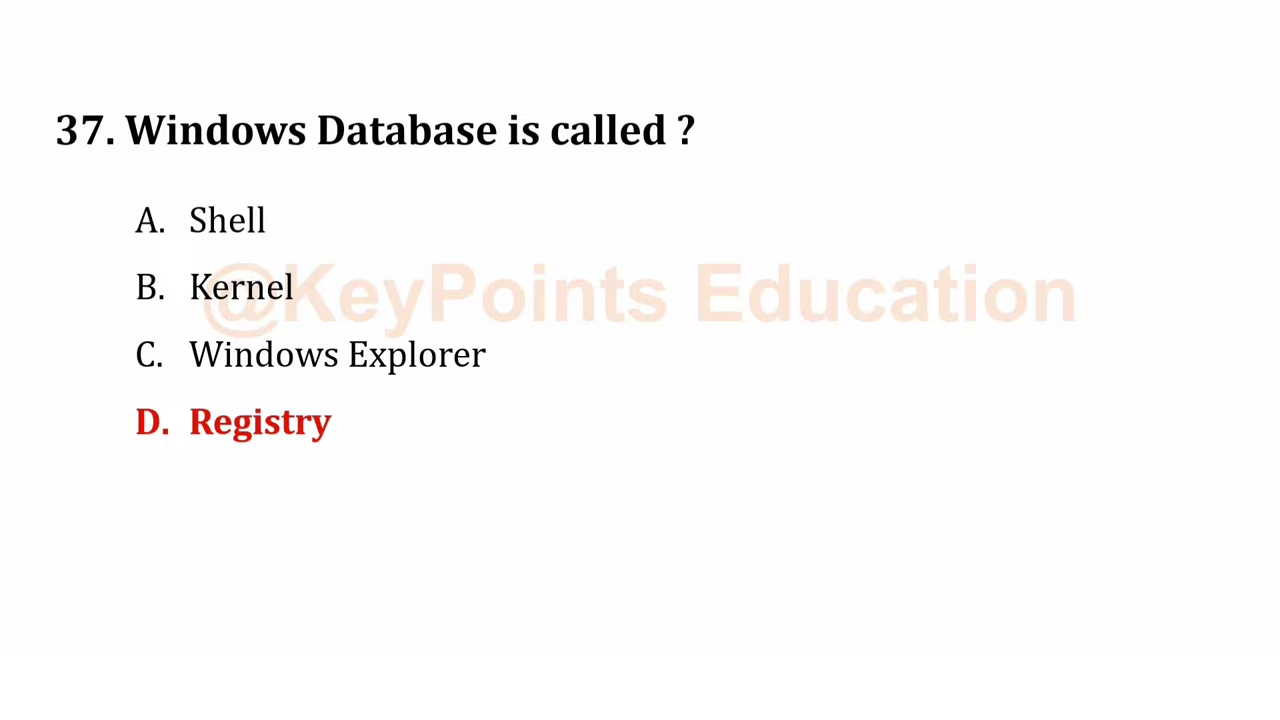 37. Windows Database is called ?
A. Shell
B. Kernel
@KeyPoints Education
C. Windows Explorer
D. Registry